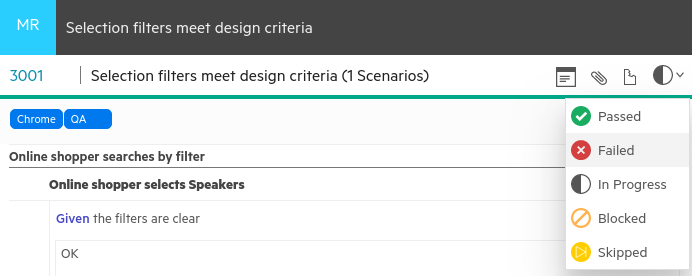 MR Selection filters meet design criteria
3001 Selection filters meet design criteria (1 Scenarios)
Chrome QA
Passed
Online shopper searches by filter
Failed
Online shopper selects Speakers
In Progress
Given the filters are clear
Blocked
OK
Skipped